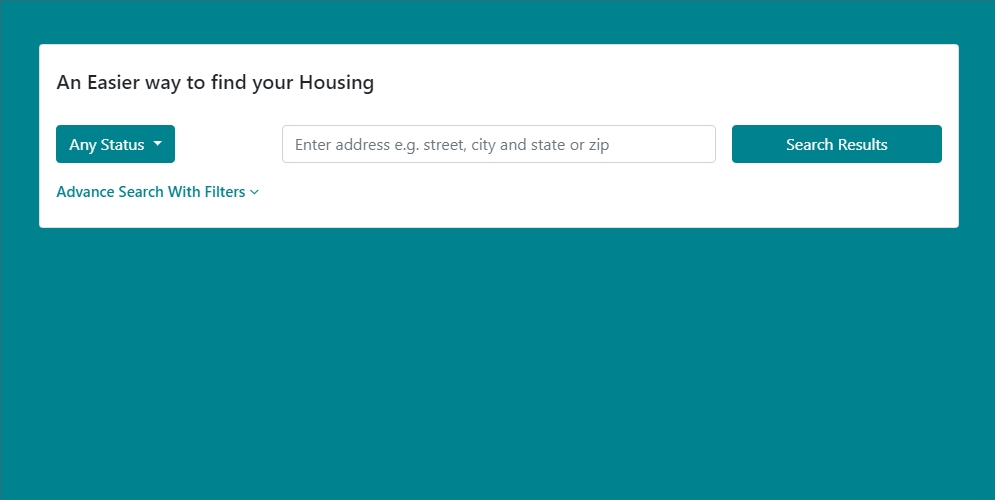 An Easier way to find your Housing
Any Status
Enter address e.g. street, city and state or zip
Search Results
Advance Search With Filters